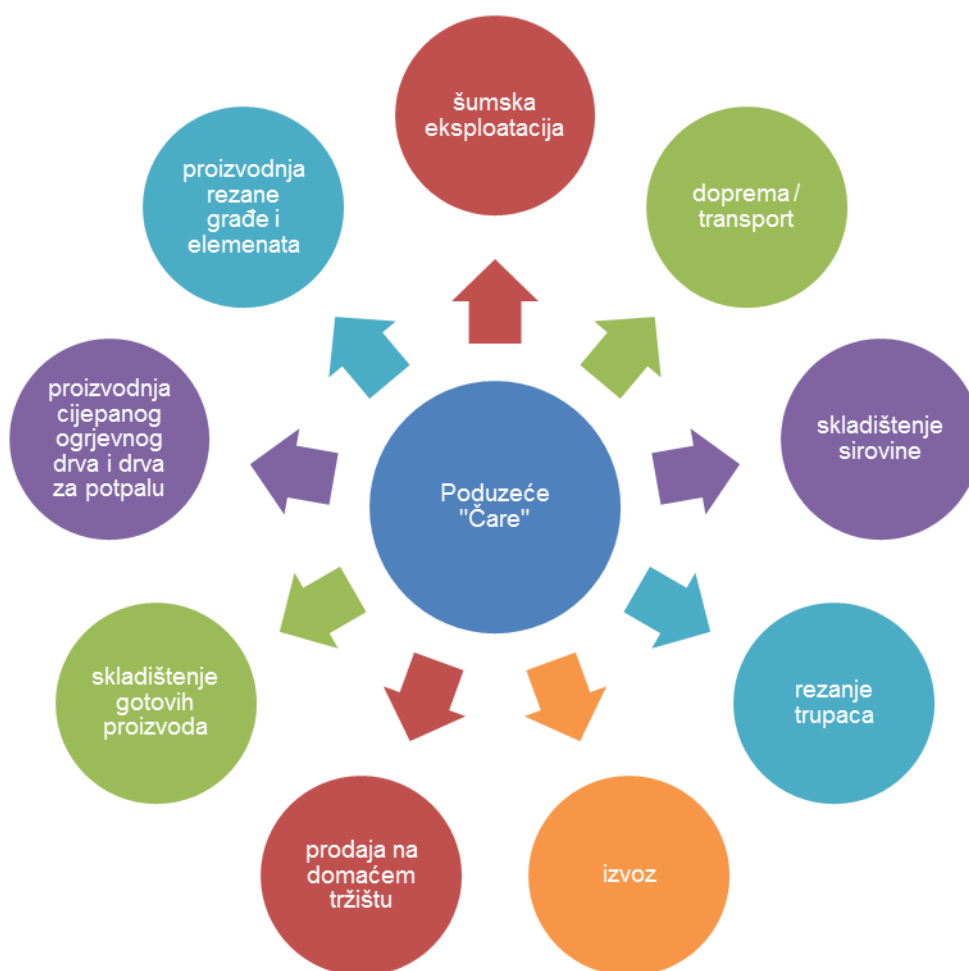 šumska
eksploatacija
doprema /
transport
skladištenje
sirovine
rezanje
trupaca
izvoz
prodaja na
domaćem
tržištu
skladištenje
gotovih
proizvoda
proizvodnja
cijepanog
ogrjevnog
drva i drva
za potpalu
proizvodnja
rezane
građe i
elemenata
Poduzeće
"Čare"